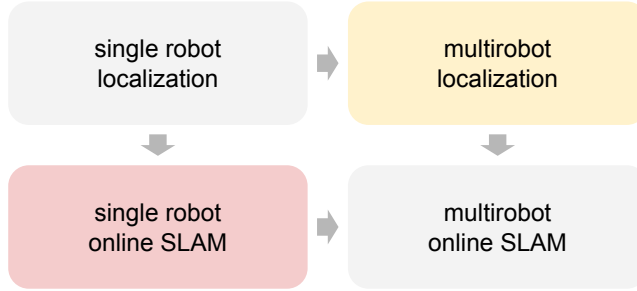 single robot
localization
multirobot
localization
single robot
online SLAM
multirobot
online SLAM